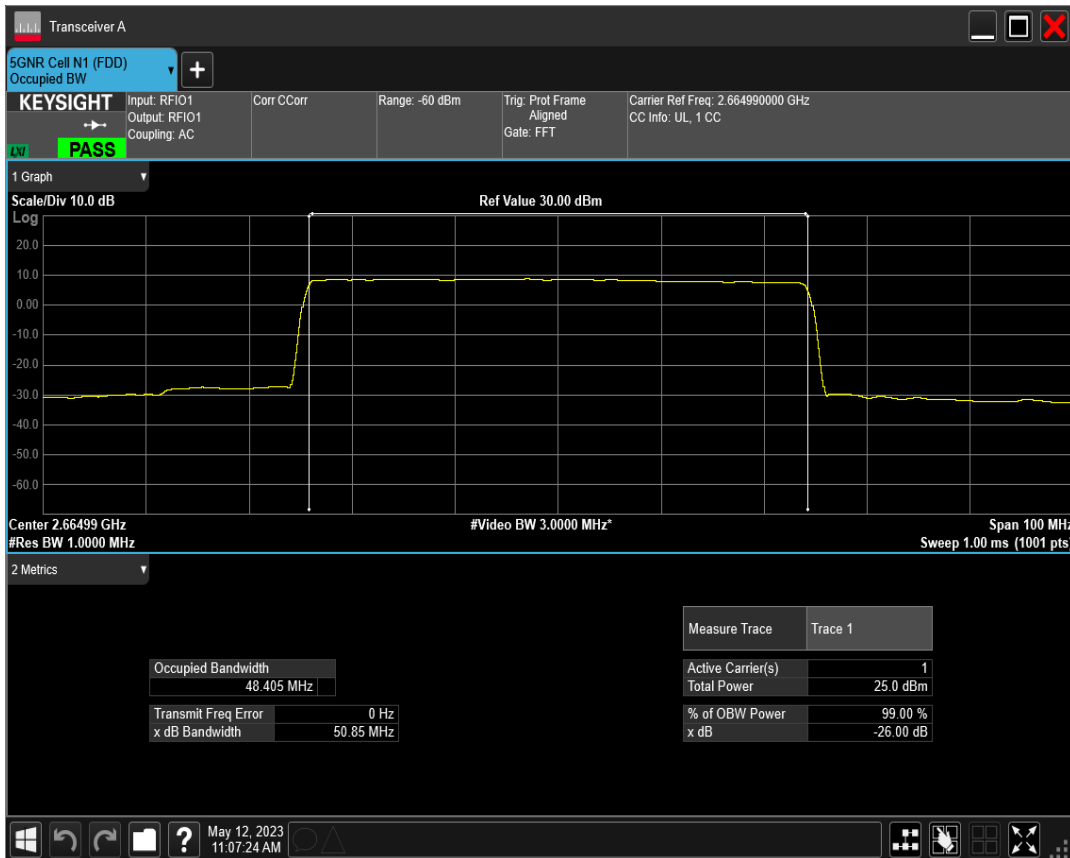 Transceiver A
5GNR Cell N1 (FDD)
Occupied BW
+
KEYSIGHT
LXI
PASS
Input: RFIO1
Output: RFIO1
Coupling: AC
Corr CCorr
Range: -60 dBm
Trig: Prot Frame
Aligned
Gate: FFT
Carrier Ref Freq: 2.664990000 GHz
CC Info: UL, 1 CC
1 Graph
Scale/Div 10.0 dB
Ref Value 30.00 dBm
Log
20.0
10.0
0.00
-10.0
-20.0
-30.0
-40.0
-50.0
-60.0
Center 2.66499 GHz
#Video BW 3.0000 MHz*
Span 100 MHz
#Res BW 1.0000 MHz
Sweep 1.00 ms (1001 pts)
2 Metrics
Measure Trace Trace 1
Occupied Bandwidth
48.405 MHz
Active Carrier(s) 1
Total Power 25.0 dBm
Transmit Freq Error 0 Hz
x dB Bandwidth 50.85 MHz
% of OBW Power 99.00 %
x dB -26.00 dB
?
May 12, 2023
11:07:24 AM